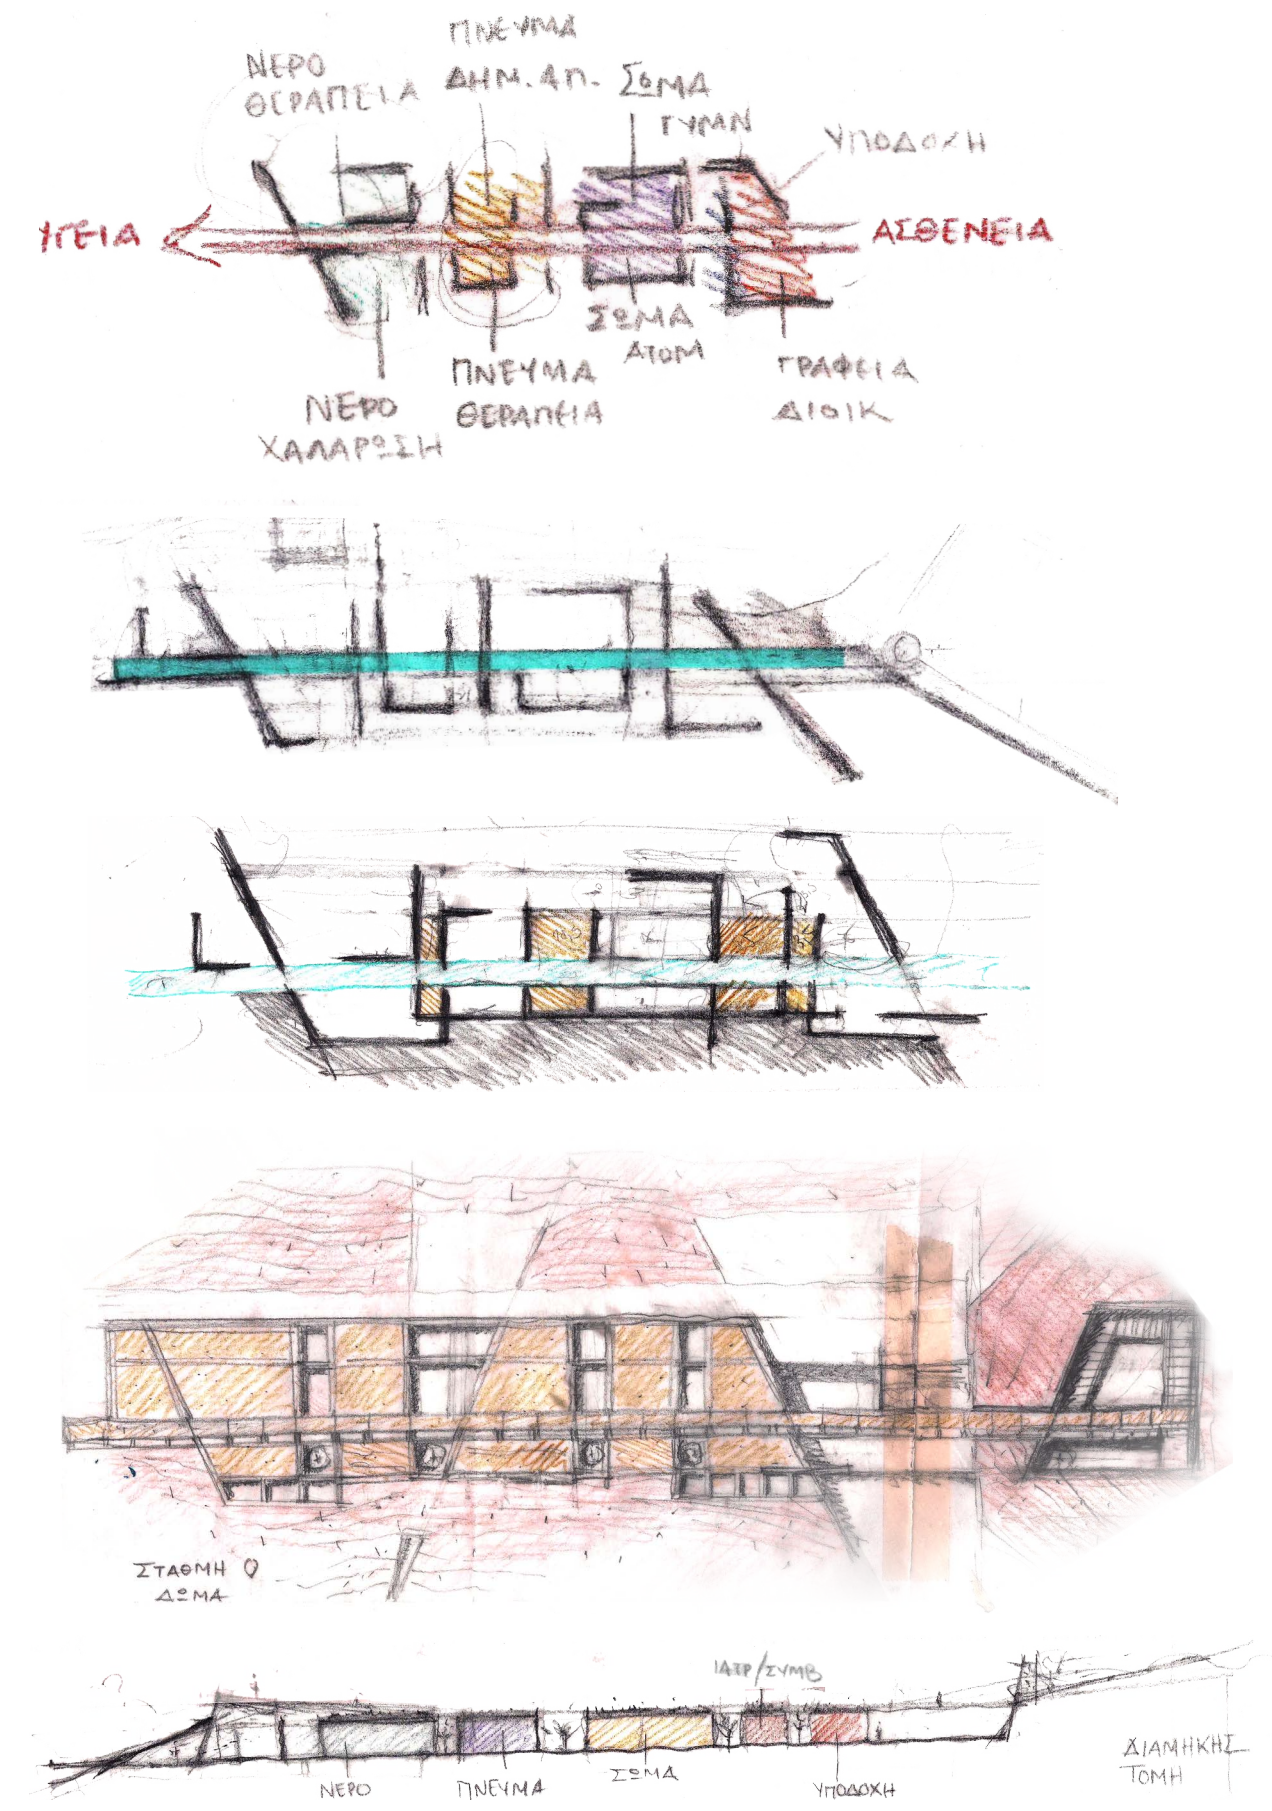 ΠΝΕΥΜΑ
ΔΗΜ. ΑΠ.
ΝΕΡΟ
ΘΕΡΑΠΕΙΑ
ΣΩΜΑ
ΓΥΜΝ
ΥΠΟΔΟΧΗ
ΥΓΕΙΑ
ΑΣΘΕΝΕΙΑ
ΣΩΜΑ
ΑΤΟΜ
ΠΝΕΥΜΑ
ΘΕΡΑΠΕΙΑ
ΓΡΑΦΕΙΑ
ΔΙΟΙΚ
ΝΕΡΟ
ΧΑΛΑΡΩΣΗ
ΣΤΑΘΜΗ 0
ΔΩΜΑ
ΙΑΤΡ/ΣΥΜΒ
ΝΕΡΟ
ΠΝΕΥΜΑ
ΣΩΜΑ
ΥΠΟΔΟΧΗ
ΔΙΑΜΗΚΗΣ
ΤΟΜΗ